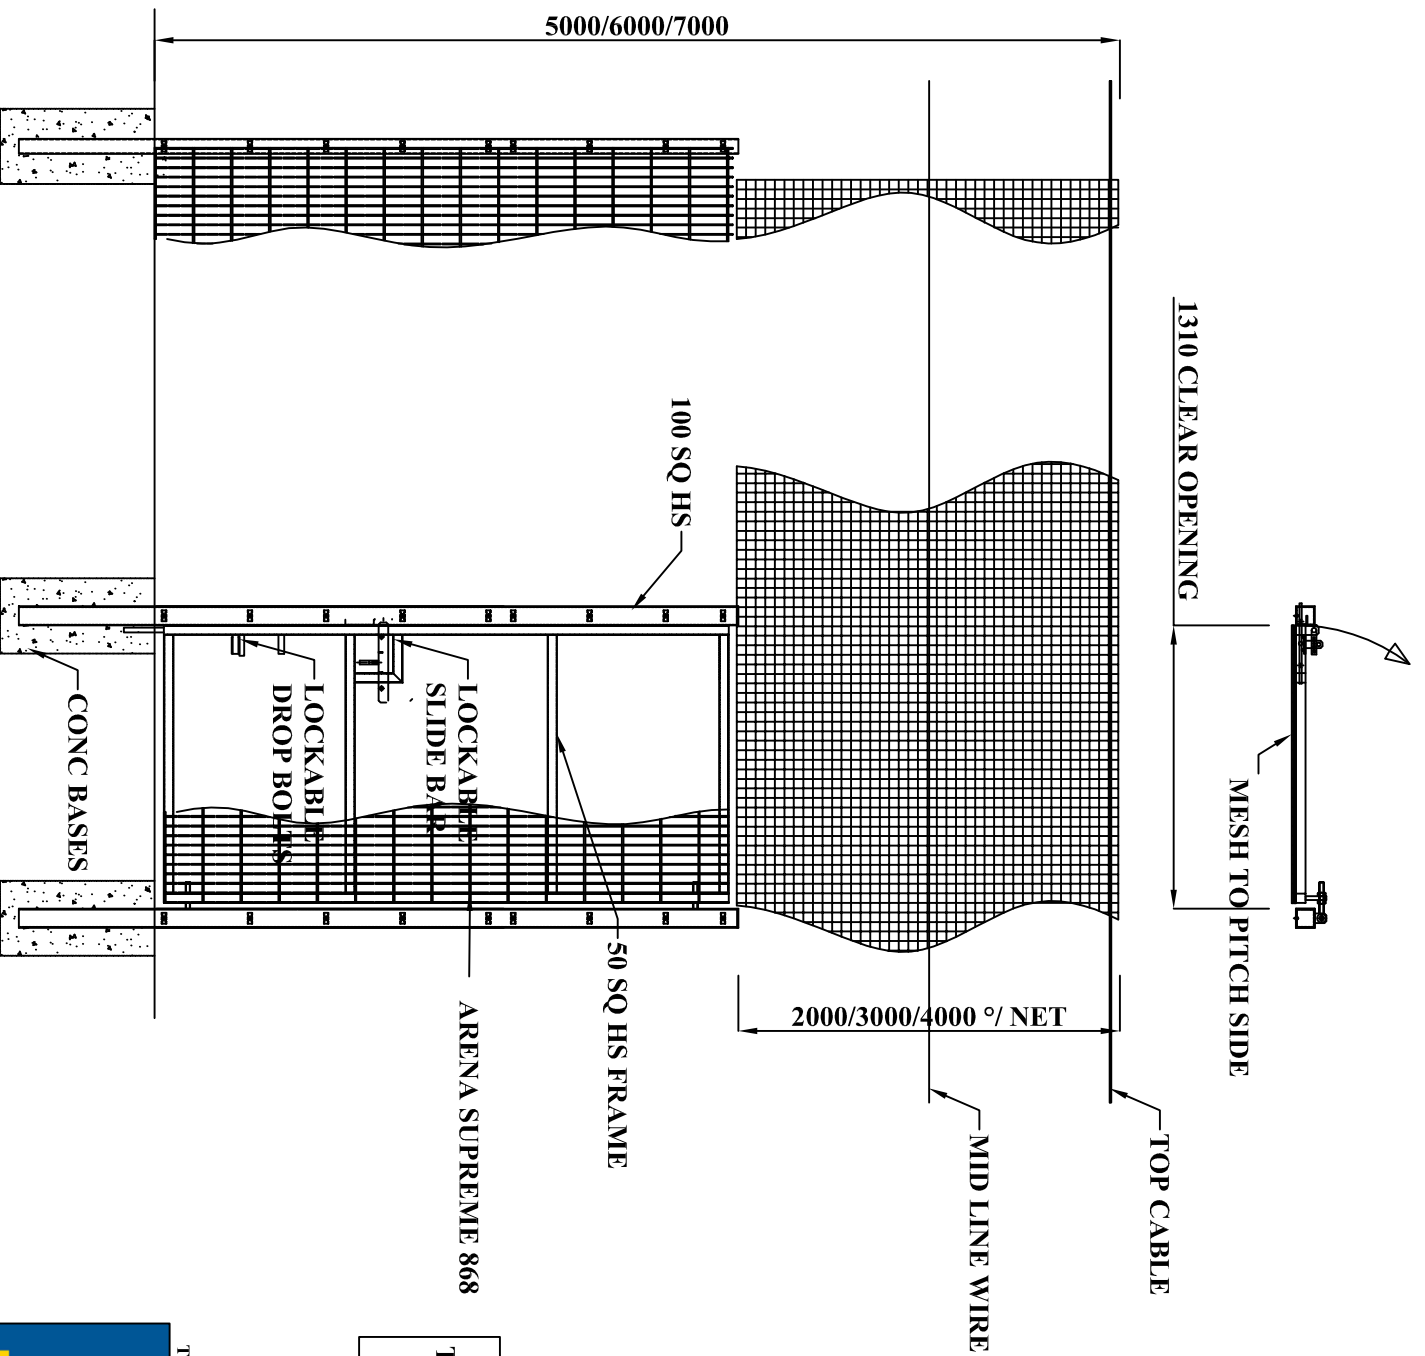 5000/6000/7000
1310 CLEAR OPENING
MESH TO PITCH SIDE
100 SQ HS
TOP CABLE
MID LINE WIRE
2000/3000/4000 °/ NET
LOCKABLE
SLIDE BAR
LOCKABLE
DROP BOLTS
50 SQ HS FRAME
ARENA SUPREME 868
CONC BASES